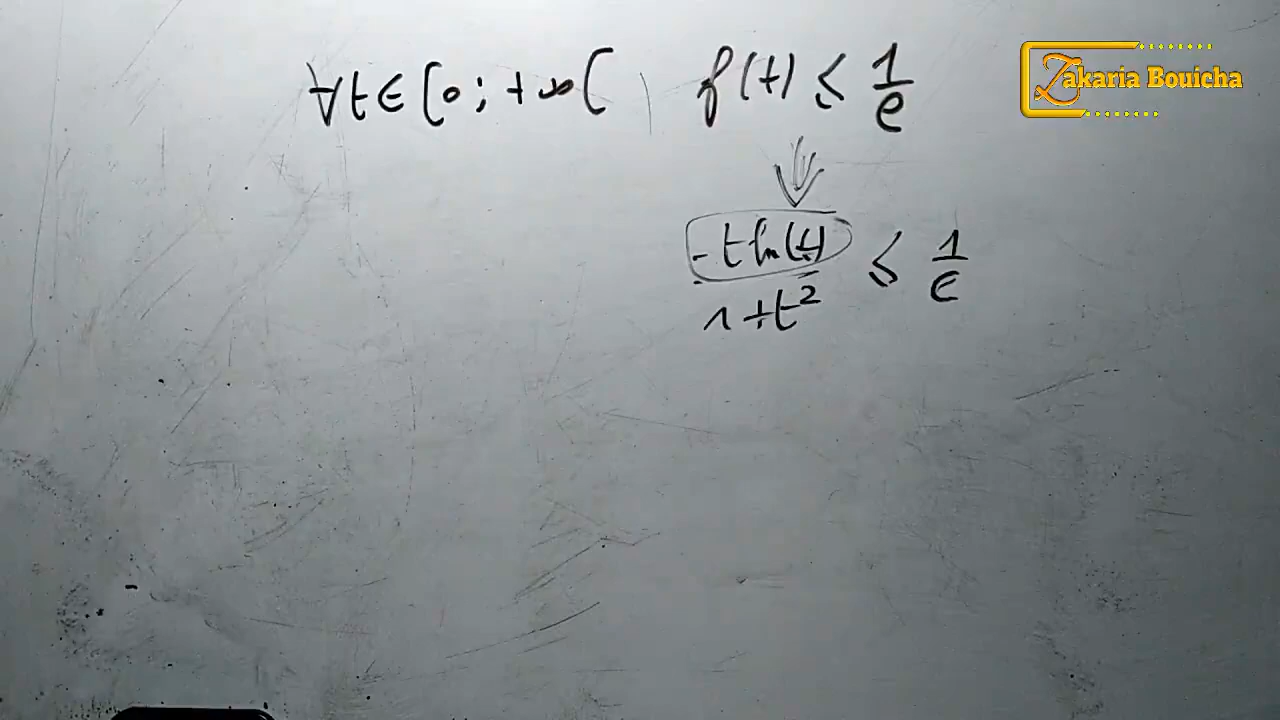 ∀t ∈ [0 ; +∞[ , f(t) ≤ 1/e
Zakaria Bouicha
⇓
-t ln(t) / 1+t² ≤ 1/e